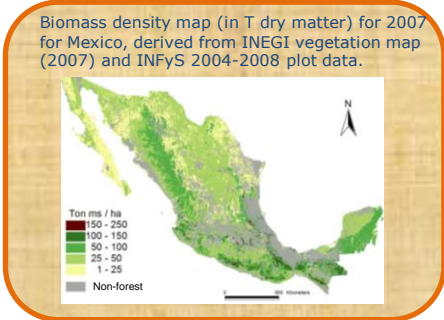 Biomass density map (in T dry matter) for 2007
for Mexico, derived from INEGI vegetation map
(2007) and INFyS 2004-2008 plot data.
N
Ton ms / ha
150 - 250
100 - 150
50 - 100
25 - 50
1 - 25
Non-forest
0
Kilometers